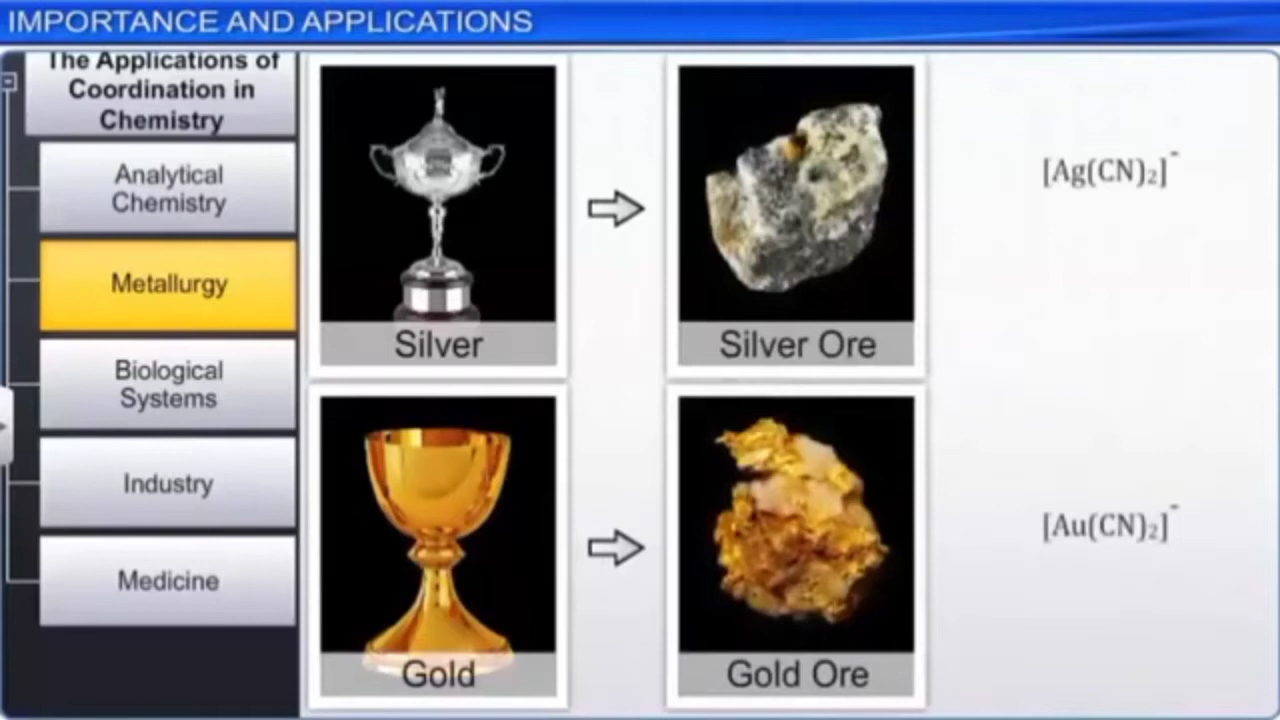 IMPORTANCE AND APPLICATIONS
The Applications of
Coordination in
Chemistry
Analytical
Chemistry
Metallurgy
Biological
Systems
Industry
Medicine
Silver
Silver Ore
[Ag(CN)₂]⁻
Gold
Gold Ore
[Au(CN)₂]⁻